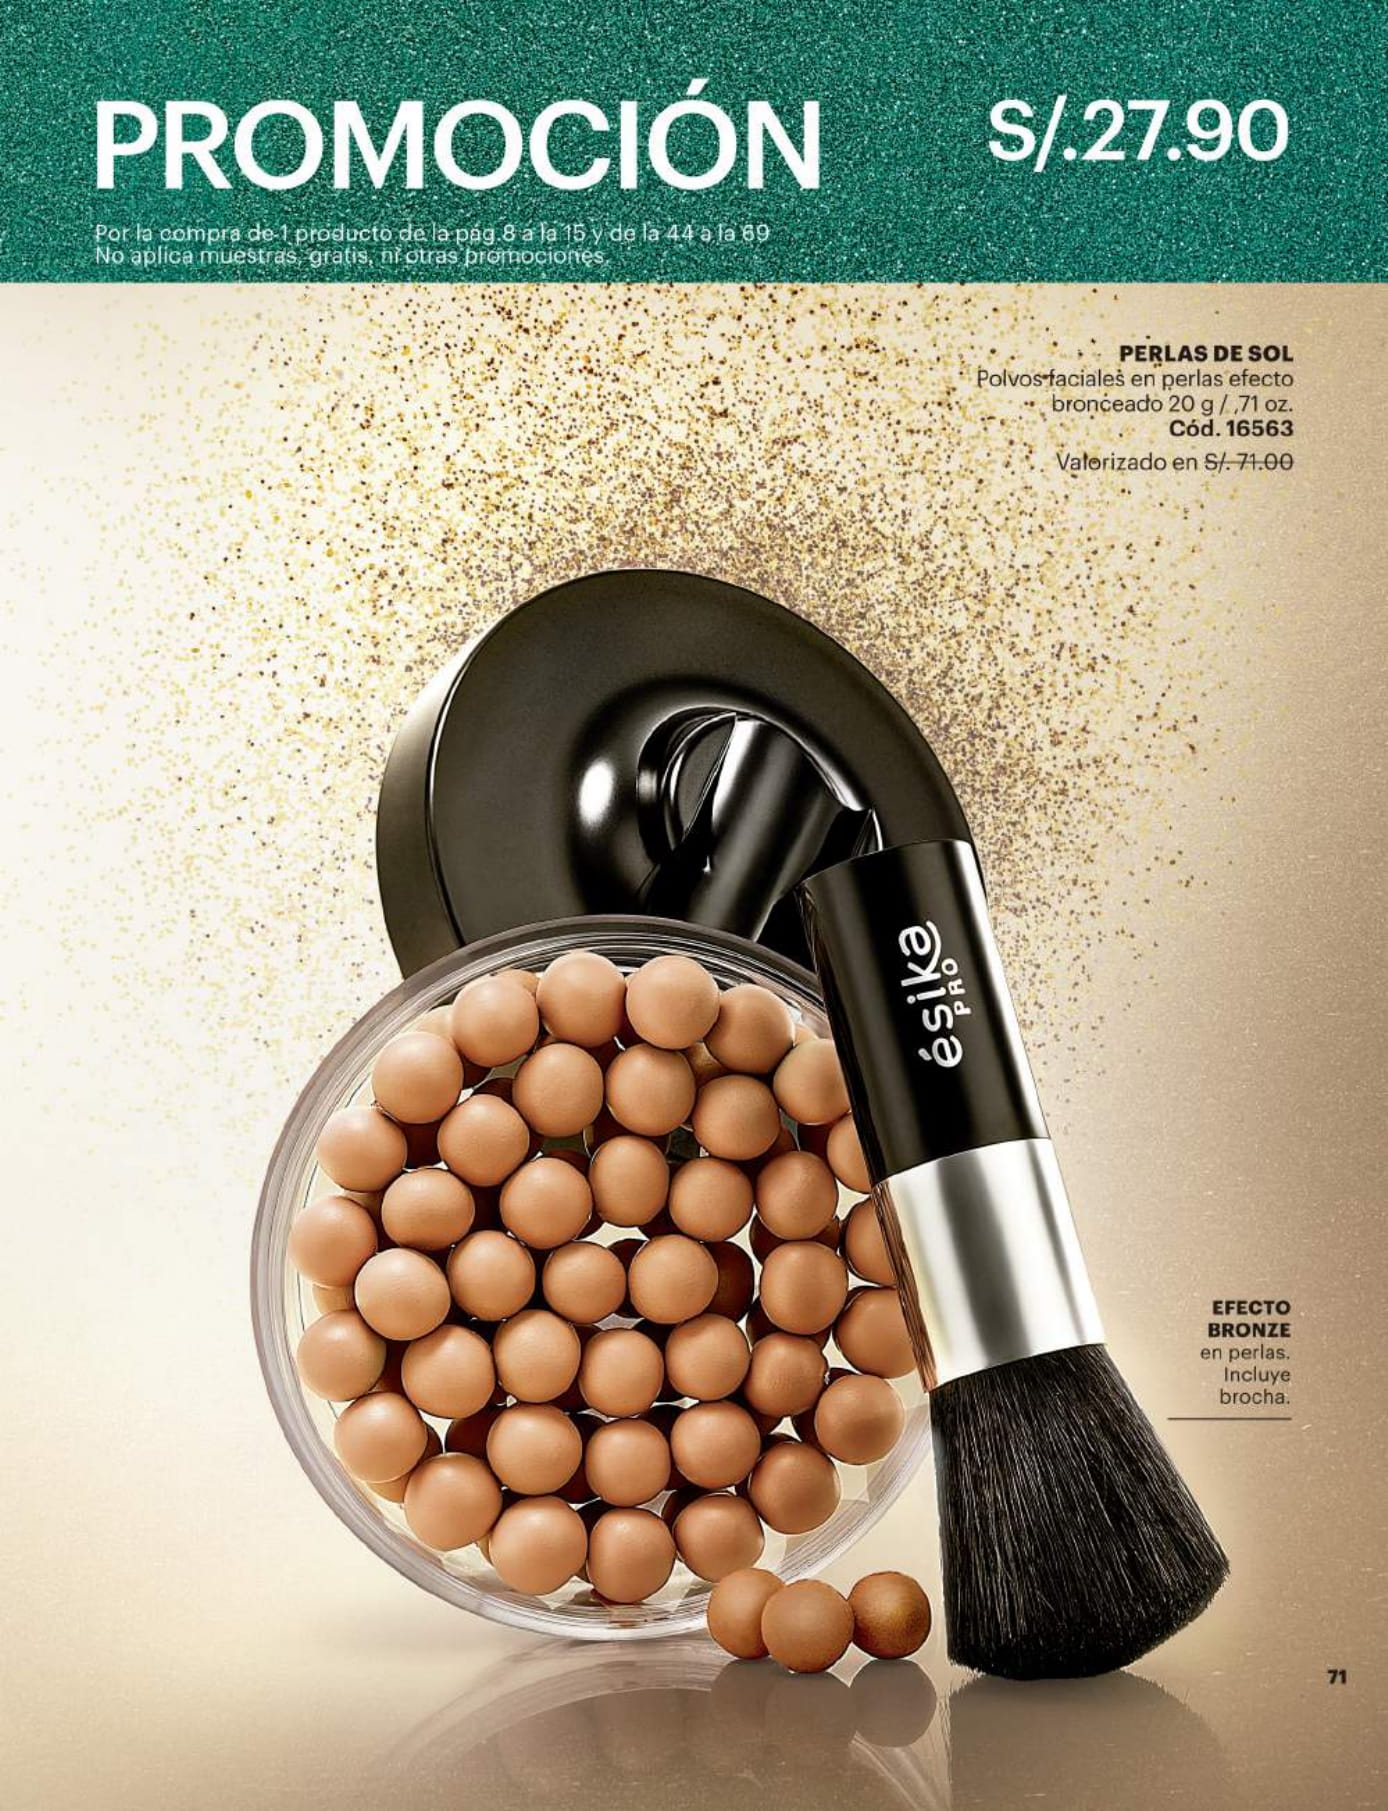 PROMOCIÓN
S/.27.90
Por la compra de 1 producto de la pág.8 a la 15 y de la 44 a la 69
No aplica muestras, gratis, ni otras promociones.
PERLAS DE SOL
Polvos faciales en perlas efecto
bronceado 20 g / ,71 oz.
Cód. 16563
Valorizado en S/. 71.00
ésika
PRO
EFECTO
BRONZE
en perlas.
Incluye
brocha.
71